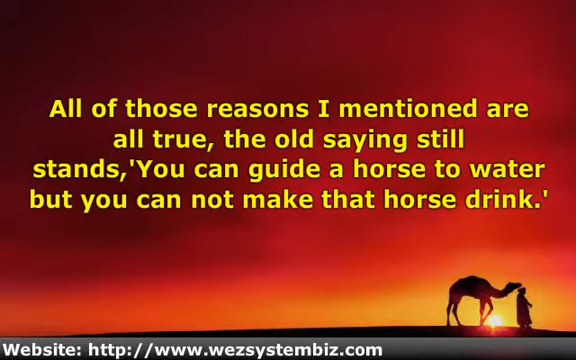 All of those reasons I mentioned are
all true, the old saying still
stands,'You can guide a horse to water
but you can not make that horse drink.'
Website: http://www.wezsystembiz.com